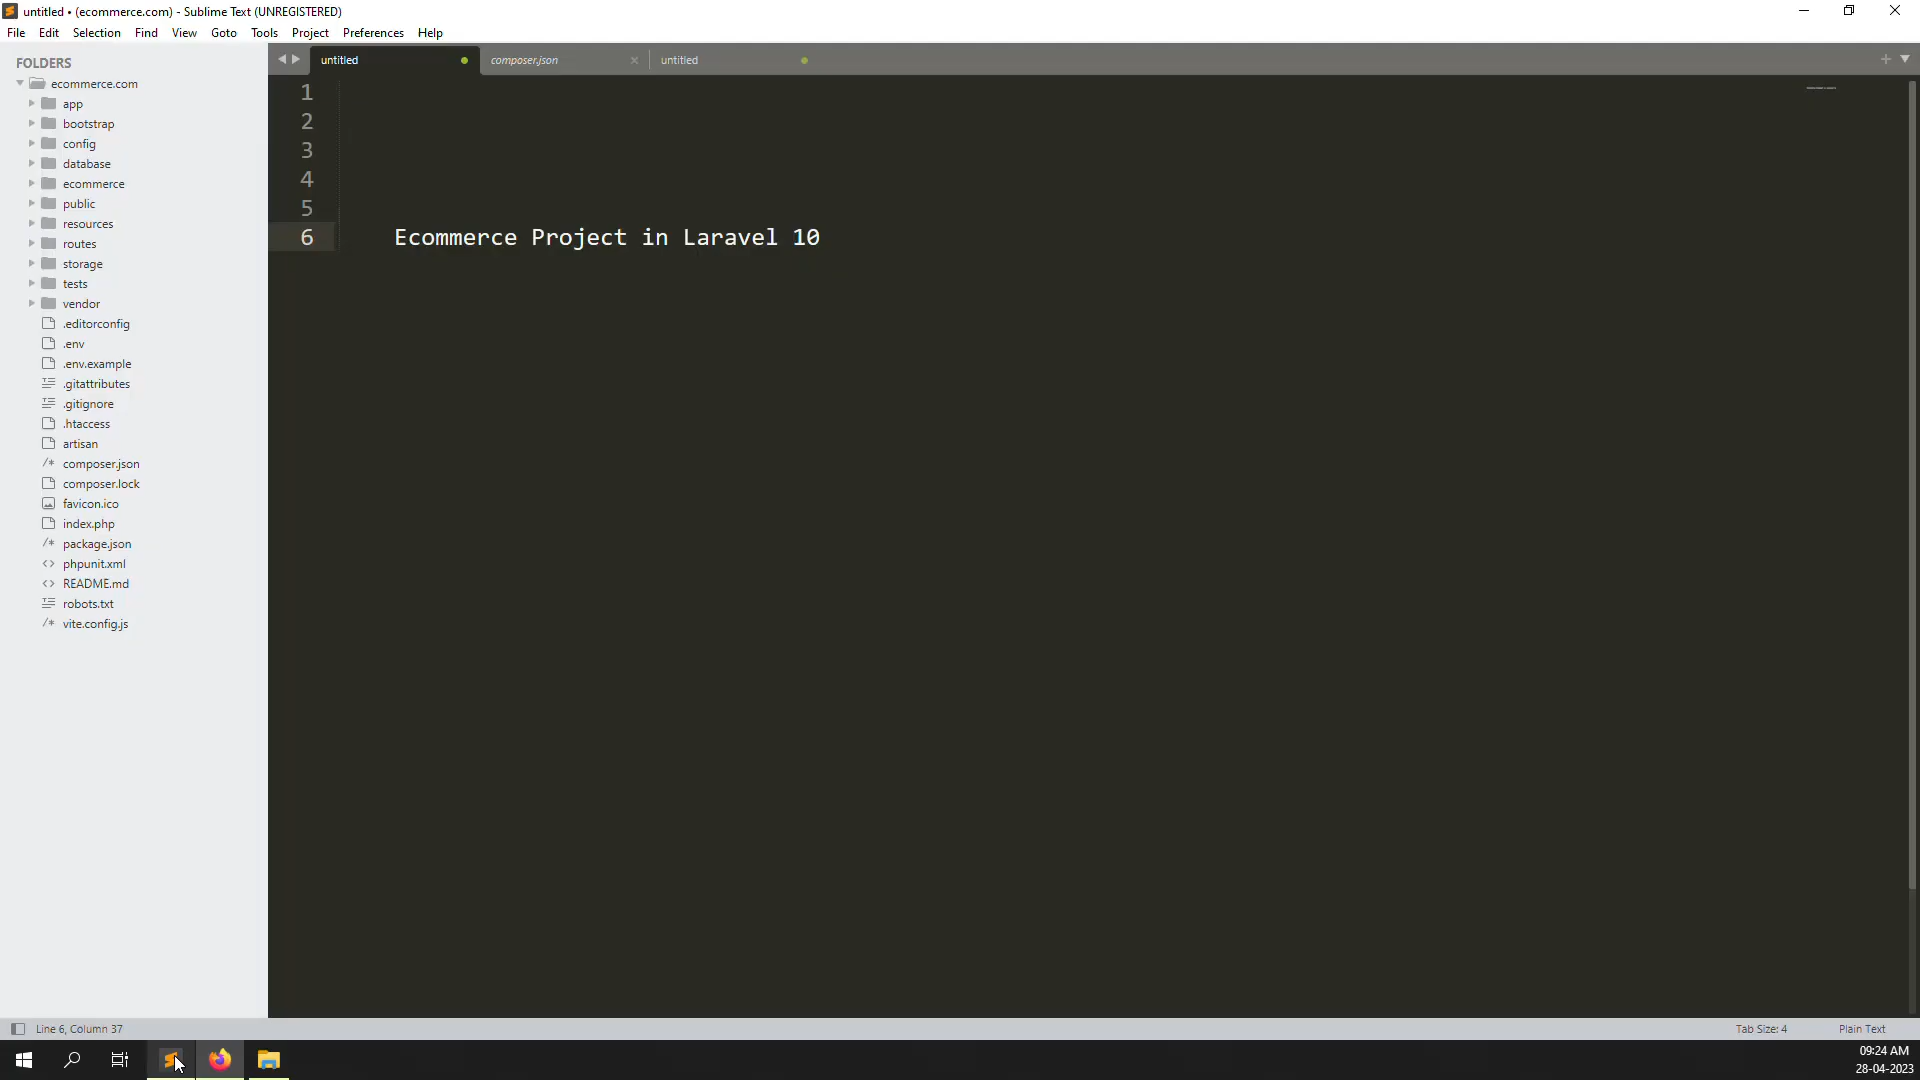 untitled • (ecommerce.com) - Sublime Text (UNREGISTERED)
File Edit Selection Find View Goto Tools Project Preferences Help
FOLDERS
ecommerce.com
app
bootstrap
config
database
ecommerce
public
resources
routes
storage
tests
vendor
.editorconfig
.env
.env.example
.gitattributes
.gitignore
.htaccess
artisan
composer.json
composer.lock
favicon.ico
index.php
package.json
phpunit.xml
README.md
robots.txt
vite.config.js
untitled composer.json untitled
1
2
3
4
5
6 Ecommerce Project in Laravel 10
Line 6, Column 37 Tab Size: 4 Plain Text
09:24 AM
28-04-2023